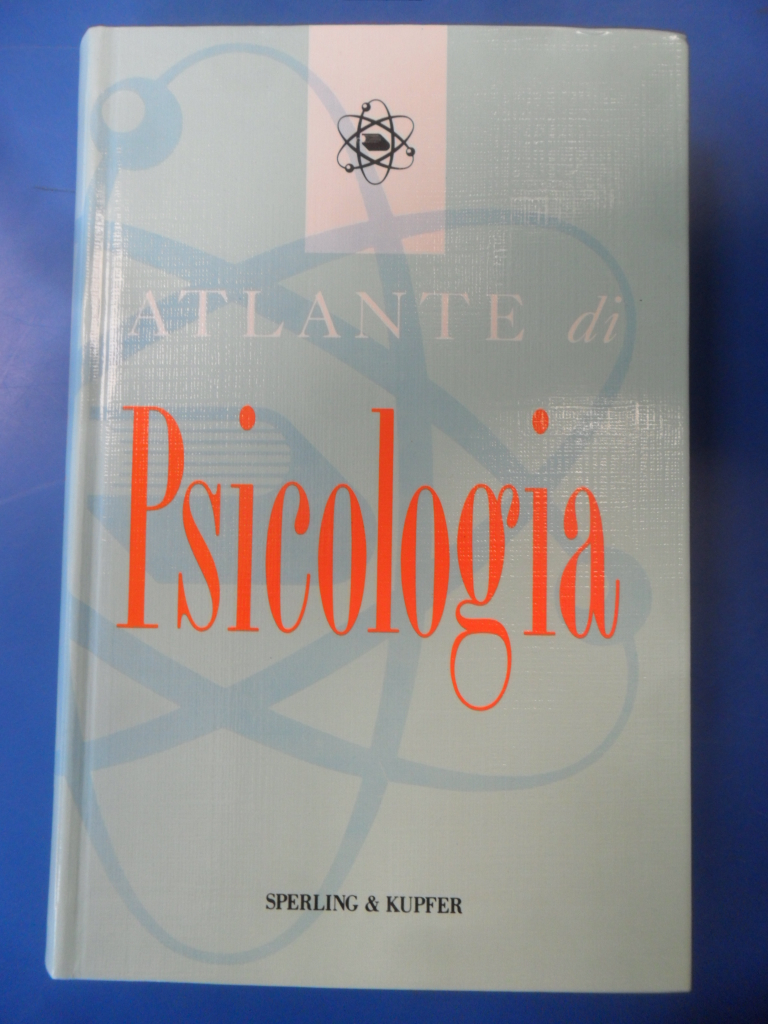 ATLANTE di
Psicologia
SPERLING & KUPFER